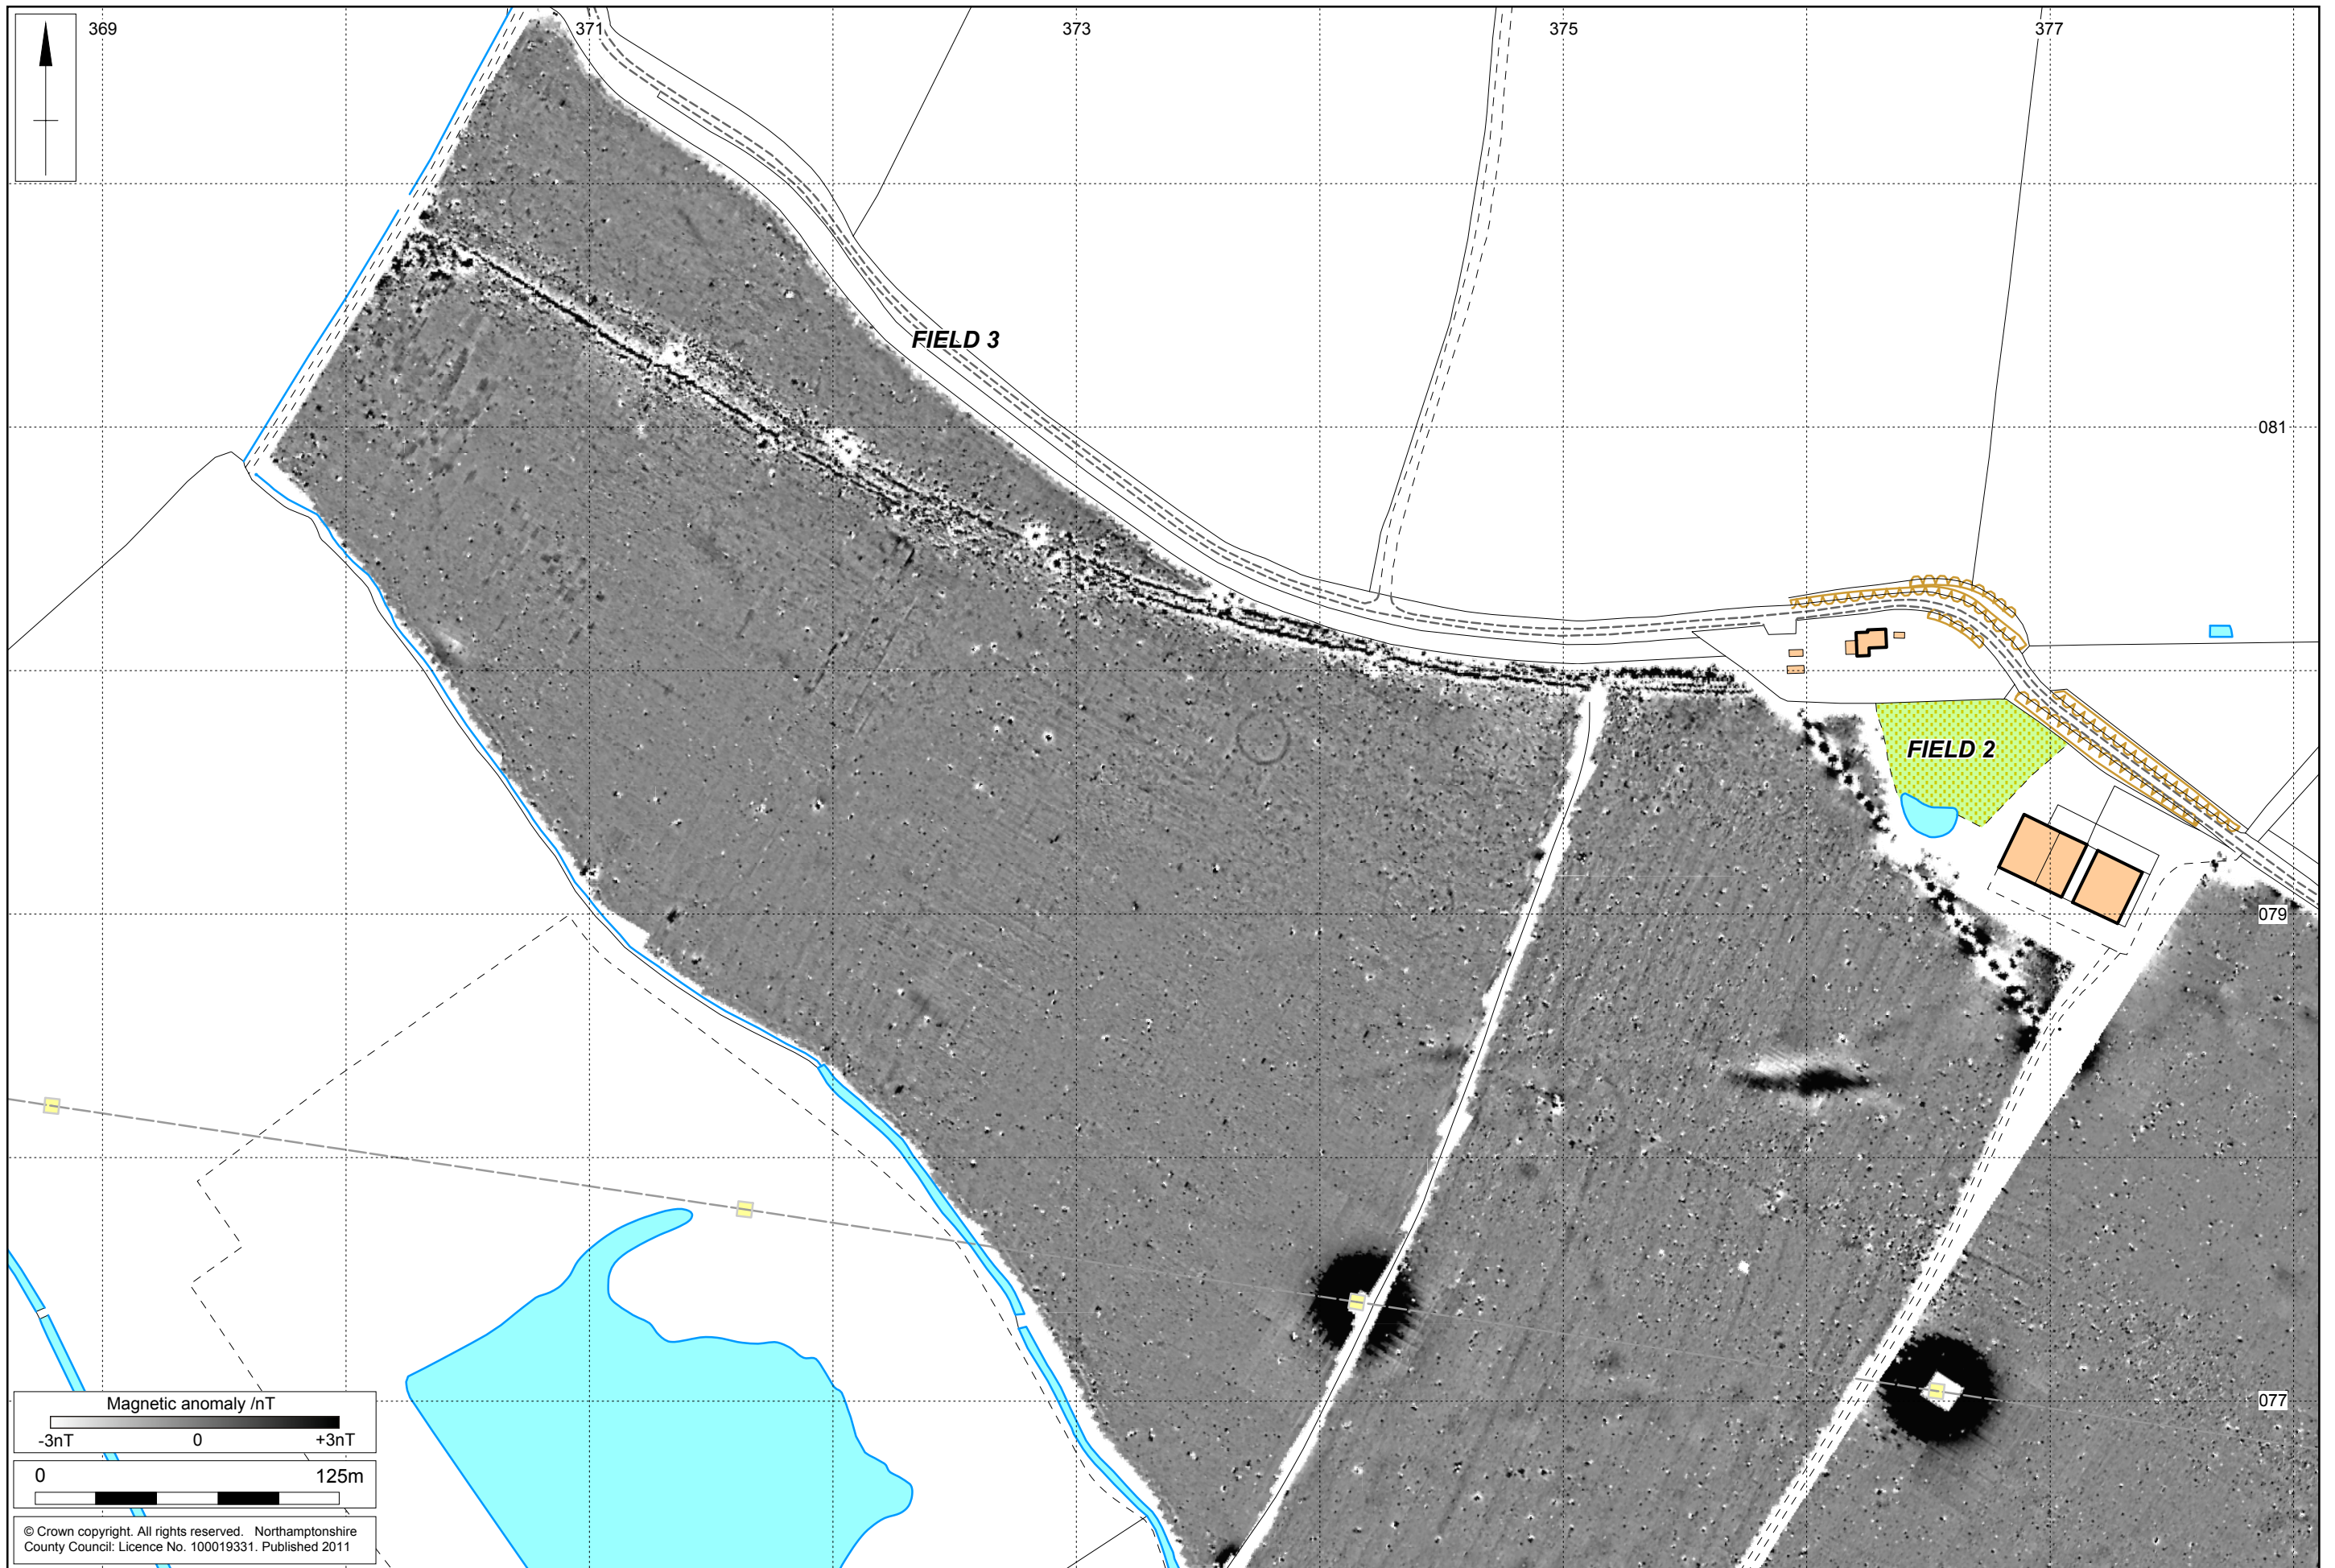 369
371
373
375
377
FIELD 3
081
FIELD 2
079
077
Magnetic anomaly /nT
-3nT 0 +3nT
0 125m
© Crown copyright. All rights reserved. Northamptonshire
County Council: Licence No. 100019331. Published 2011